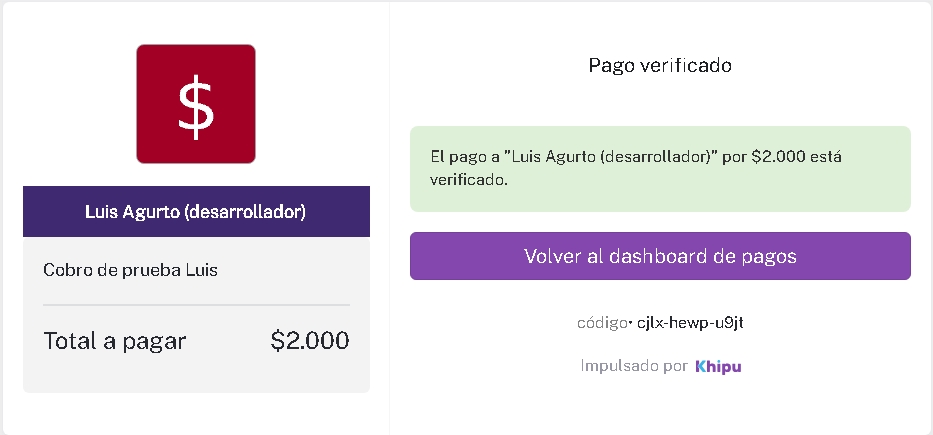 $
Luis Agurto (desarrollador)
Cobro de prueba Luis
Total a pagar $2.000
Pago verificado
El pago a "Luis Agurto (desarrollador)" por $2.000 está
verificado.
Volver al dashboard de pagos
código• cjlx-hewp-u9jt
Impulsado por Khipu